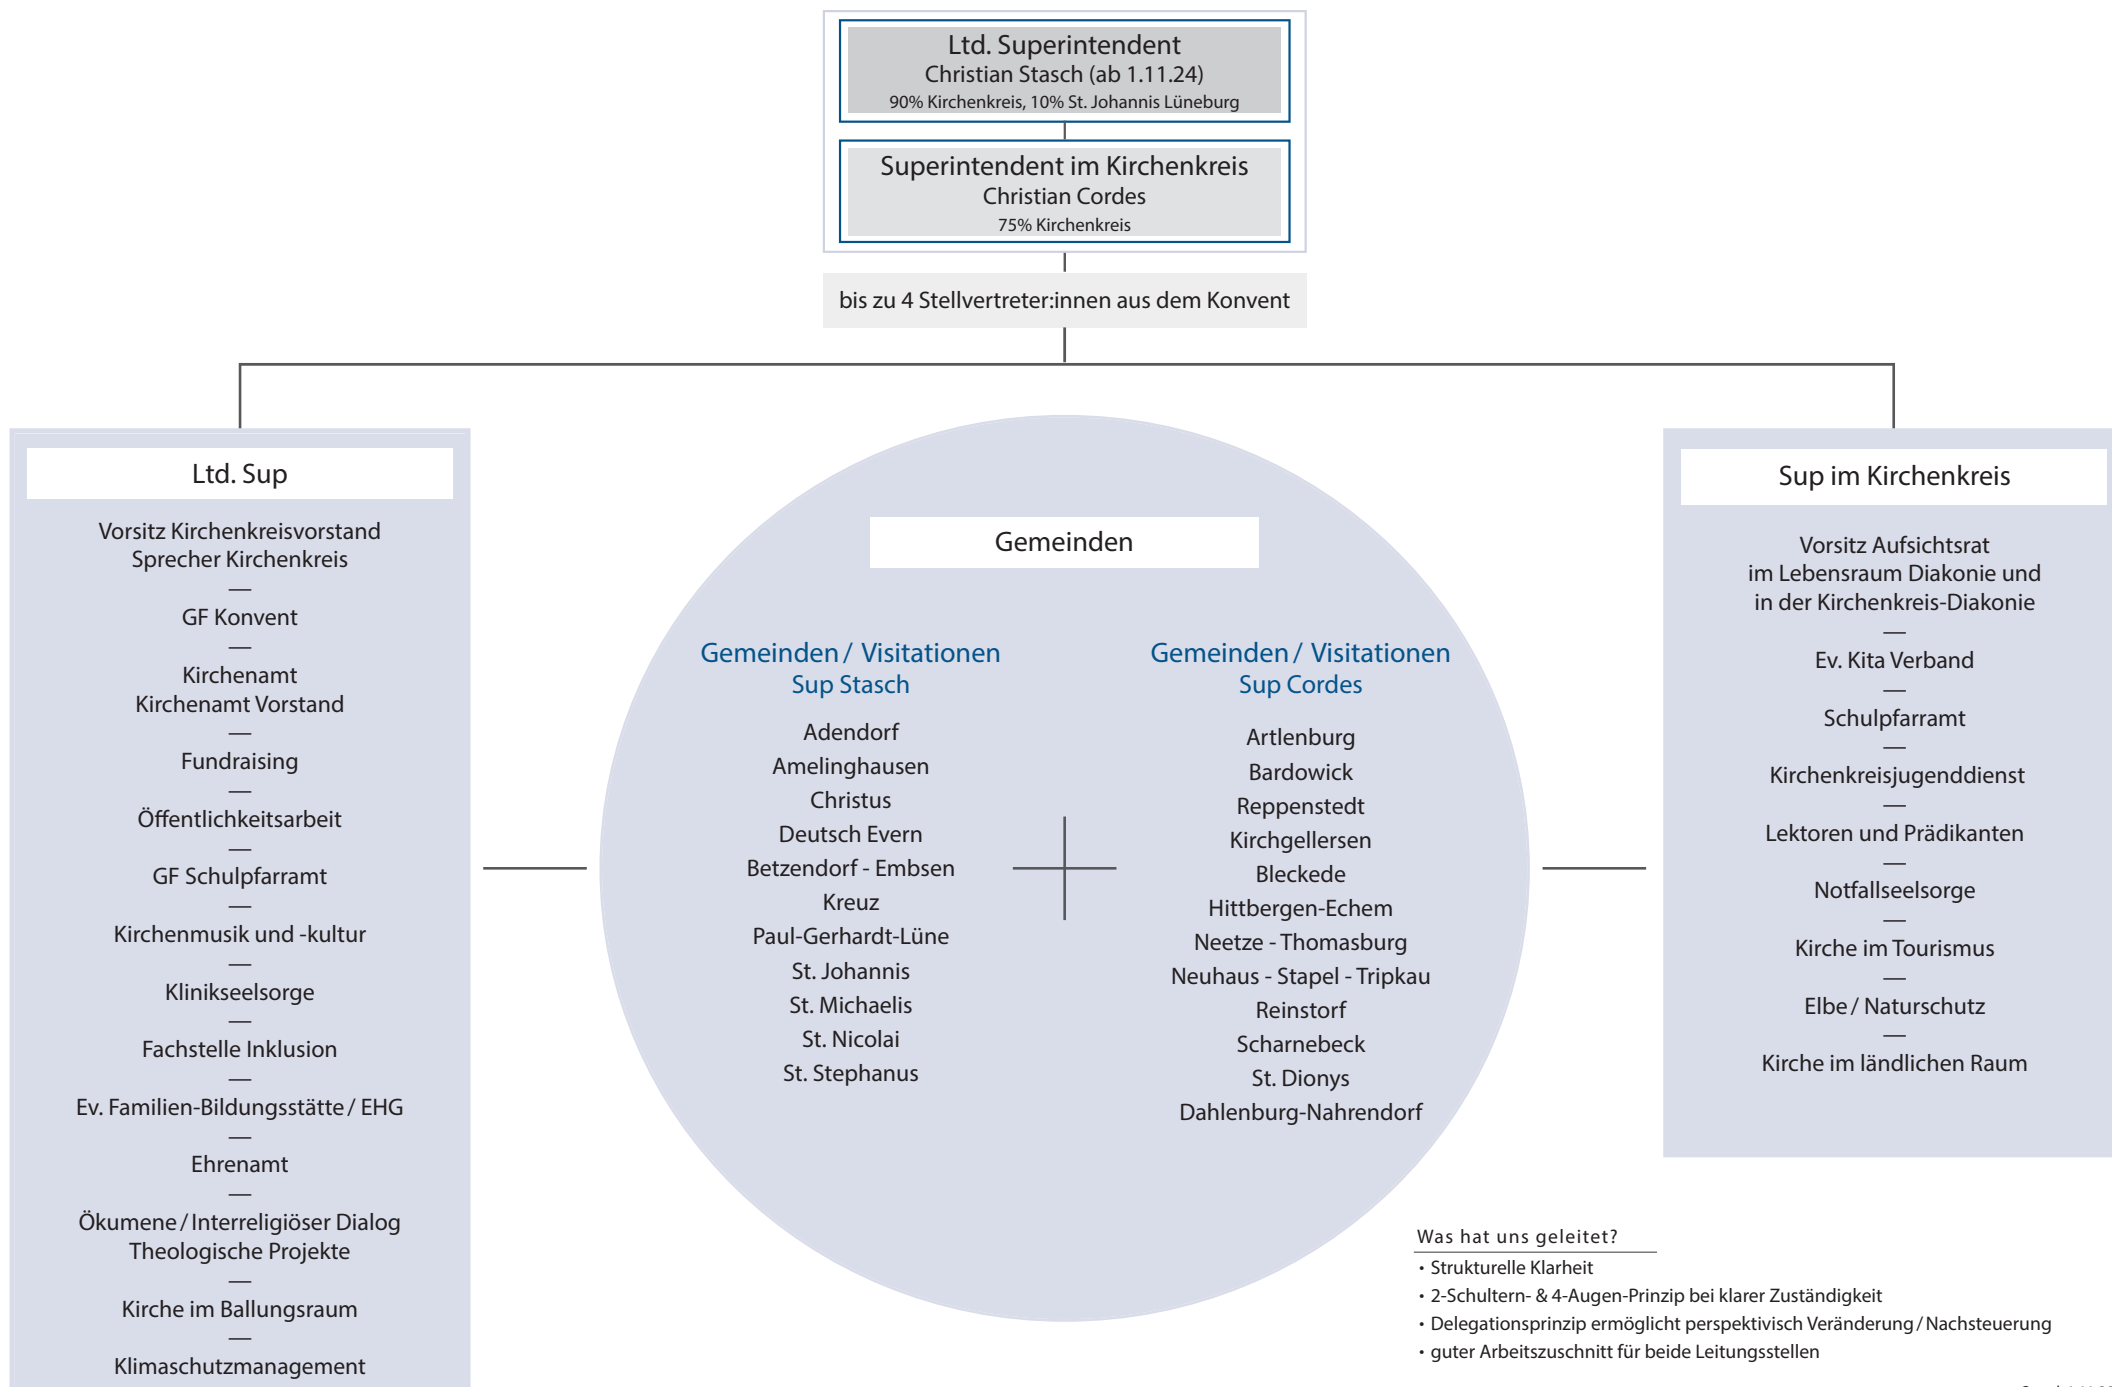 Ltd. Superintendent
Christian Stasch (ab 1.11.24)
90% Kirchenkreis, 10% St. Johannis Lüneburg
Superintendent im Kirchenkreis
Christian Cordes
75% Kirchenkreis
bis zu 4 Stellvertreter:innen aus dem Konvent
Ltd. Sup
Vorsitz Kirchenkreisvorstand
Sprecher Kirchenkreis
—
GF Konvent
—
Kirchenamt
Kirchenamt Vorstand
—
Fundraising
—
Öffentlichkeitsarbeit
—
GF Schulpfarramt
—
Kirchenmusik und -kultur
—
Klinikseelsorge
—
Fachstelle Inklusion
—
Ev. Familien-Bildungsstätte / EHG
—
Ehrenamt
—
Ökumene / Interreligiöser Dialog
Theologische Projekte
—
Kirche im Ballungsraum
—
Klimaschutzmanagement
Gemeinden
Gemeinden / Visitationen
Sup Stasch
Adendorf
Amelinghausen
Christus
Deutsch Evern
Betzendorf - Embsen
Kreuz
Paul-Gerhardt-Lüne
St. Johannis
St. Michaelis
St. Nicolai
St. Stephanus
Gemeinden / Visitationen
Sup Cordes
Artlenburg
Bardowick
Reppenstedt
Kirchgellersen
Bleckede
Hittbergen-Echem
Neetze - Thomasburg
Neuhaus - Stapel - Tripkau
Reinstorf
Scharnebeck
St. Dionys
Dahlenburg-Nahrendorf
Sup im Kirchenkreis
Vorsitz Aufsichtsrat
im Lebensraum Diakonie und
in der Kirchenkreis-Diakonie
—
Ev. Kita Verband
—
Schulpfarramt
—
Kirchenkreisjugenddienst
—
Lektoren und Prädikanten
—
Notfallseelsorge
—
Kirche im Tourismus
—
Elbe / Naturschutz
—
Kirche im ländlichen Raum
Was hat uns geleitet?
• Strukturelle Klarheit
• 2-Schultern- & 4-Augen-Prinzip bei klarer Zuständigkeit
• Delegationsprinzip ermöglicht perspektivisch Veränderung / Nachsteuerung
• guter Arbeitszuschnitt für beide Leitungsstellen